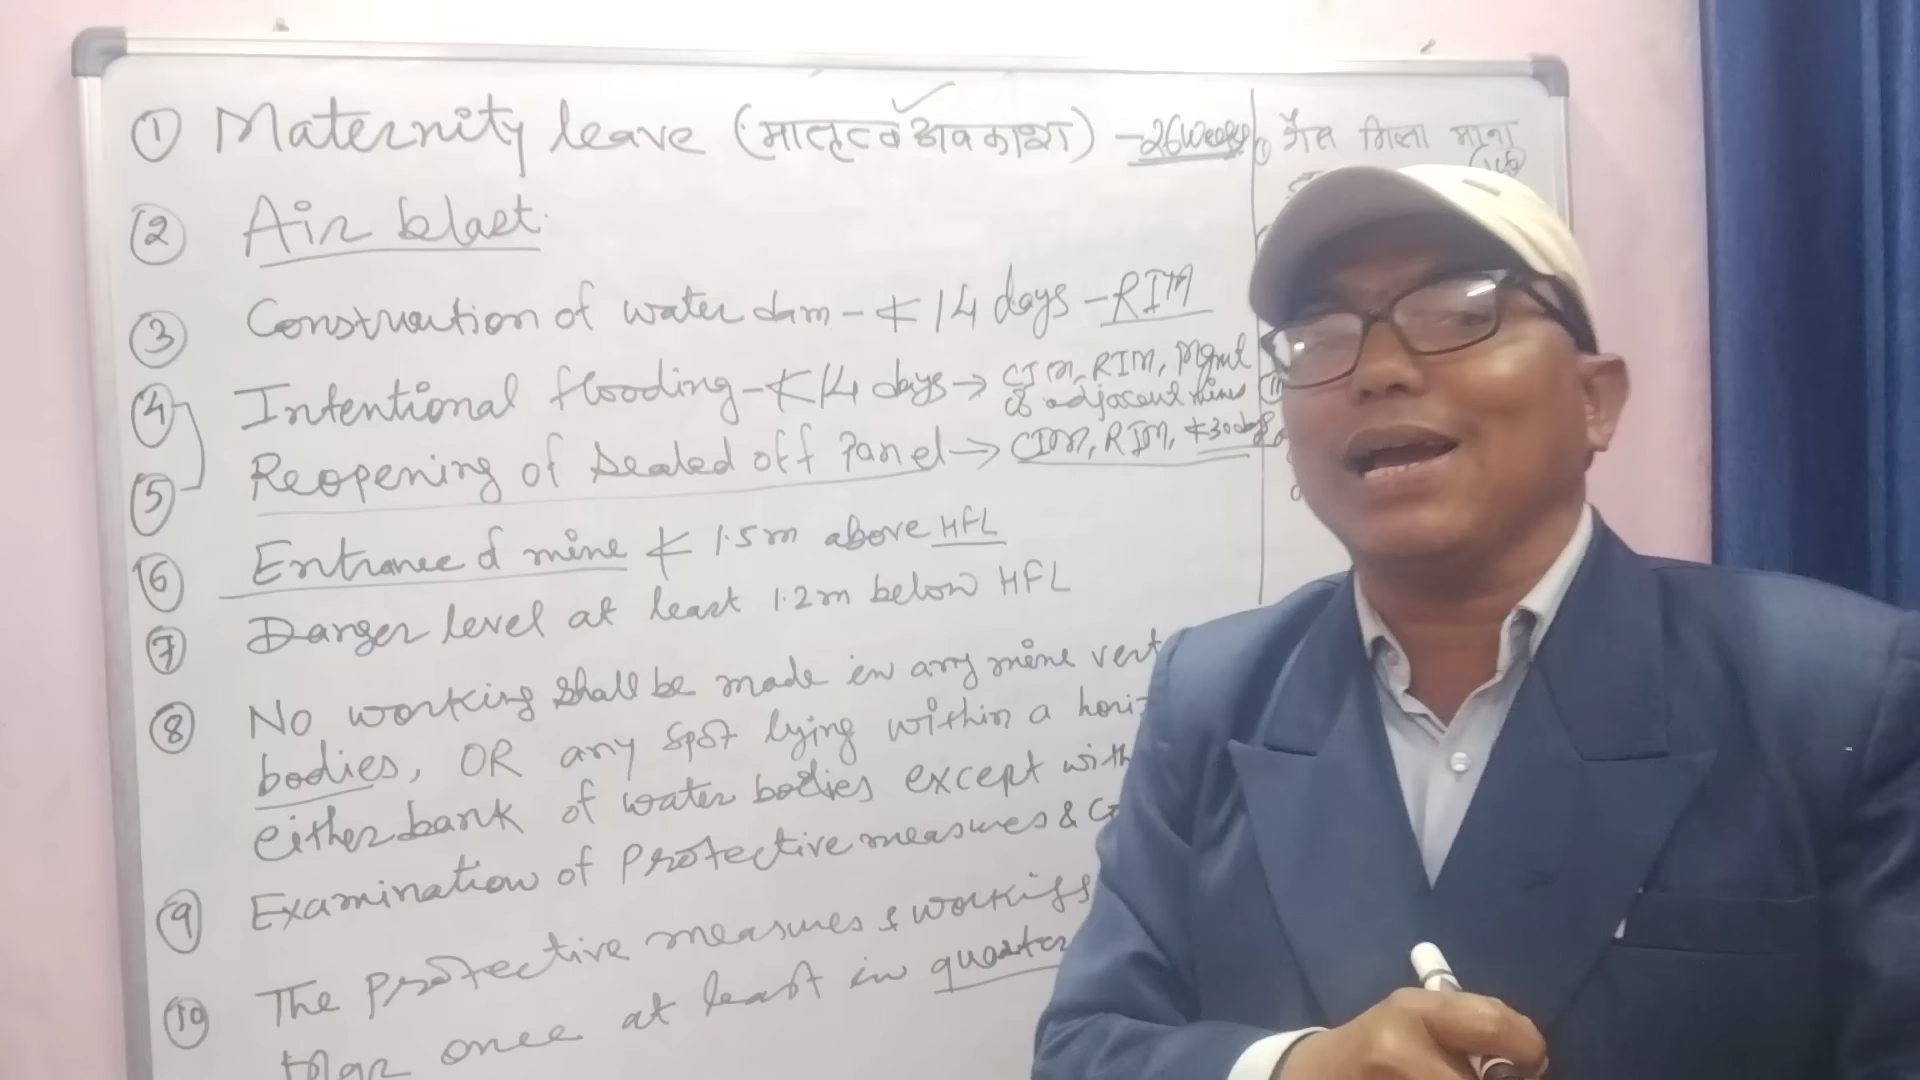 ① Maternity leave (मातृत्व अवकाश) - 26 Weeks
② Air blast
③ Construction of water dam - ≮ 14 days - RIM
④ Intentional flooding - ≮ 14 days → CIM, RIM, Mgmt
of adjacent mines
⑤ Reopening of sealed off Panel → CIM, RIM, ≮ 30 days
⑥ Entrance of mine ≮ 1.5m above HFL
⑦ Danger level at least 1.2m below HFL
⑧ No working shall be made in any mine vert
bodies, OR any spot lying within a horiz
either bank of water bodies except with
⑨ Examination of Protective measures &
⑩ The Protective measures & workings
than once at least in quarter
गैस मिला माना